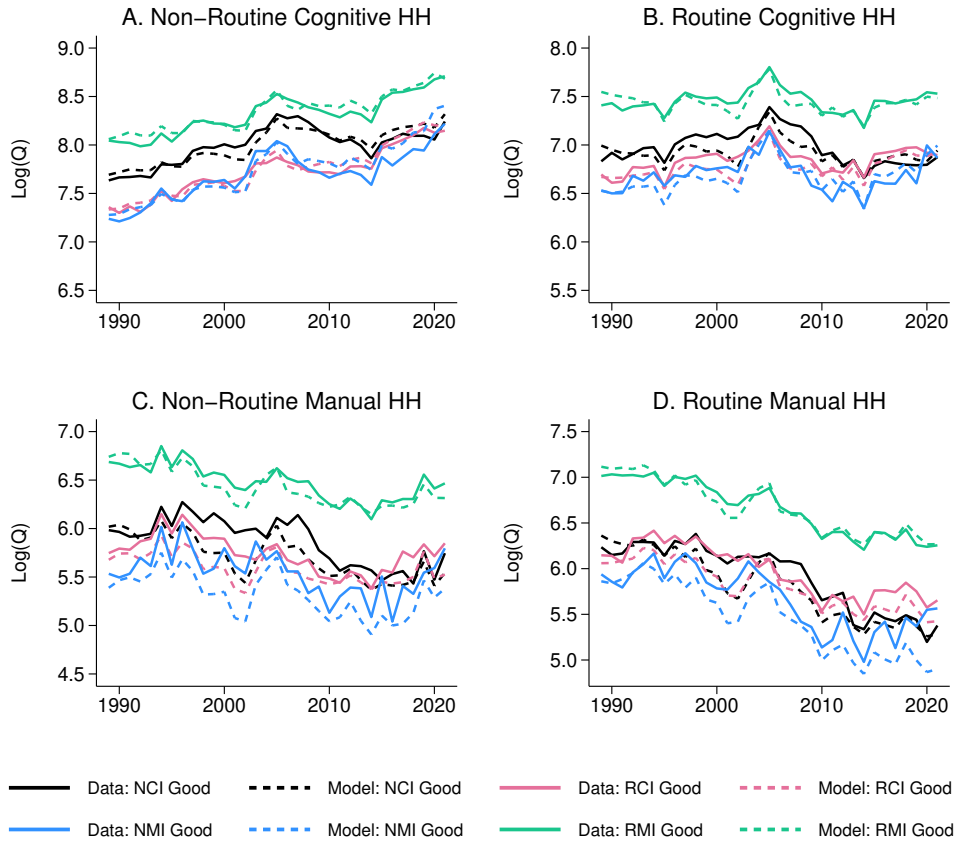 A. Non−Routine Cognitive HH
Log(Q)
9.0
8.5
8.0
7.5
7.0
6.5
1990 2000 2010 2020
B. Routine Cognitive HH
Log(Q)
8.0
7.5
7.0
6.5
6.0
5.5
1990 2000 2010 2020
C. Non−Routine Manual HH
Log(Q)
7.0
6.5
6.0
5.5
5.0
4.5
1990 2000 2010 2020
D. Routine Manual HH
Log(Q)
7.5
7.0
6.5
6.0
5.5
5.0
1990 2000 2010 2020
Data: NCI Good Model: NCI Good Data: RCI Good Model: RCI Good
Data: NMI Good Model: NMI Good Data: RMI Good Model: RMI Good